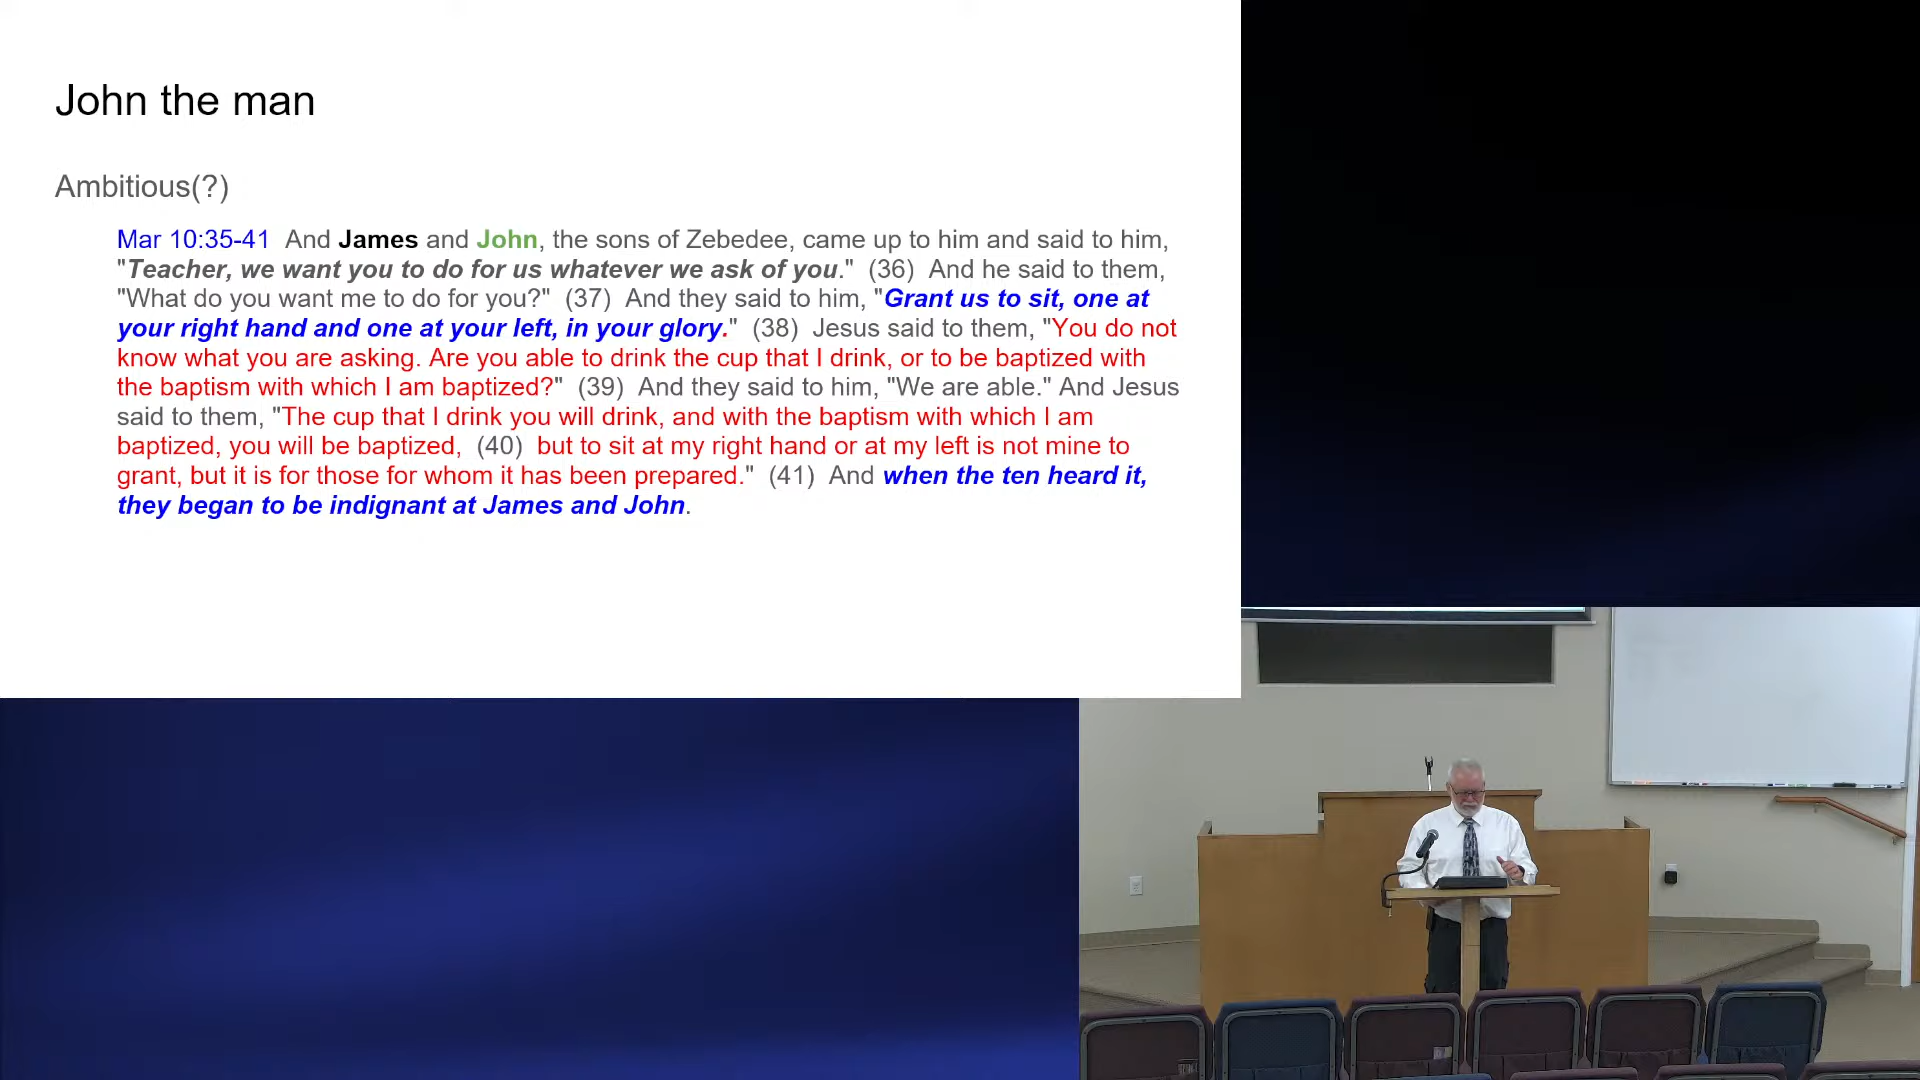 John the man
Ambitious(?)
Mar 10:35-41  And James and John, the sons of Zebedee, came up to him and said to him,
"Teacher, we want you to do for us whatever we ask of you."  (36)  And he said to them,
"What do you want me to do for you?"  (37)  And they said to him, "Grant us to sit, one at
your right hand and one at your left, in your glory."  (38)  Jesus said to them, "You do not
know what you are asking. Are you able to drink the cup that I drink, or to be baptized with
the baptism with which I am baptized?"  (39)  And they said to him, "We are able." And Jesus
said to them, "The cup that I drink you will drink, and with the baptism with which I am
baptized, you will be baptized,  (40)  but to sit at my right hand or at my left is not mine to
grant, but it is for those for whom it has been prepared."  (41)  And when the ten heard it,
they began to be indignant at James and John.